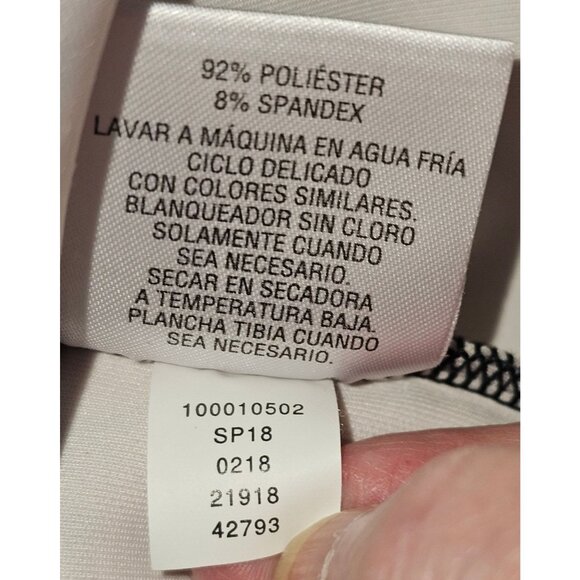 92% POLIÉSTER
8% SPANDEX
LAVAR A MÁQUINA EN AGUA FRÍA
CICLO DELICADO
CON COLORES SIMILARES.
BLANQUEADOR SIN CLORO
SOLAMENTE CUANDO
SEA NECESARIO.
SECAR EN SECADORA
A TEMPERATURA BAJA.
PLANCHA TIBIA CUANDO
SEA NECESARIO.
100010502
SP18
0218
21918
42793